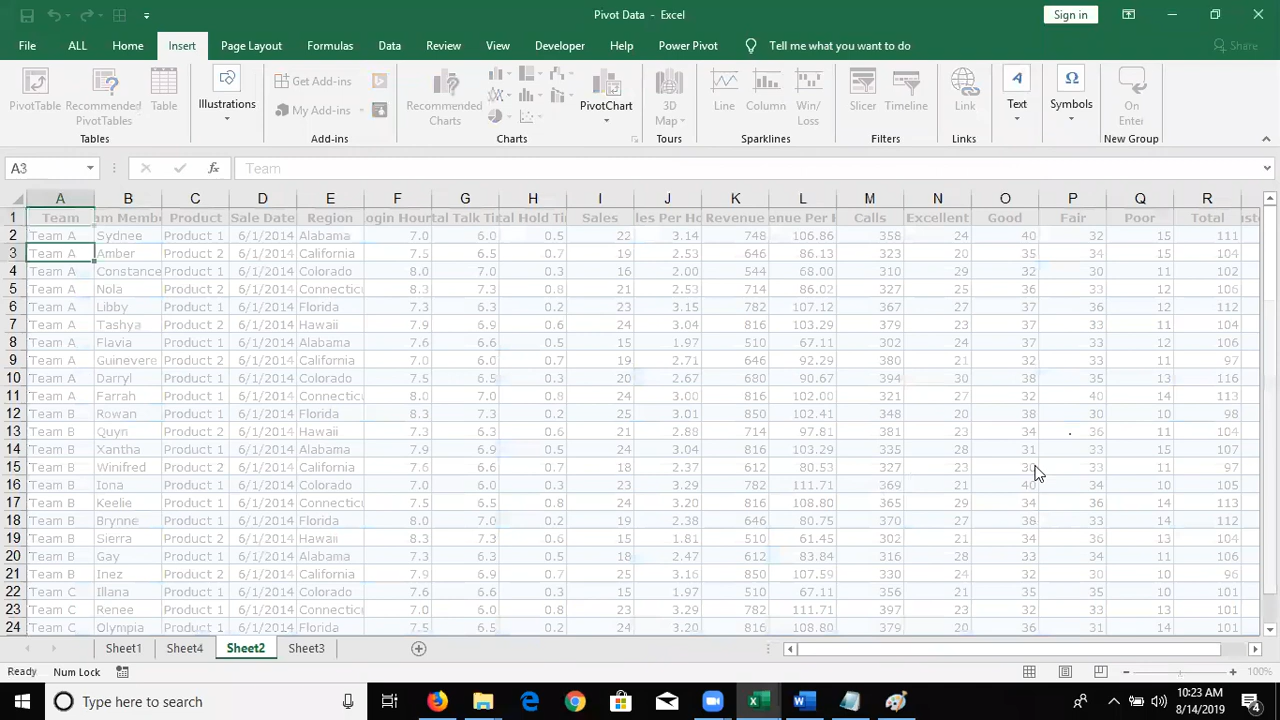 Pivot Data - Excel
Sign in
File ALL Home Insert Page Layout Formulas Data Review View Developer Help Power Pivot Tell me what you want to do Share
PivotTable Recommended PivotTables Table Illustrations Get Add-ins My Add-ins Recommended Charts PivotChart 3D Map Line Column Win/ Loss Slicer Timeline Link Text Symbols On Enter
Tables Add-ins Charts Tours Sparklines Filters Links New Group
A3 fx Team
A B C D E F G H I J K L M N O P Q R
1 Team am Membe Product Sale Date Region ogin Hour tal Talk Tin tal Hold Tir Sales les Per Ho Revenue enue Per H Calls Excellent Good Fair Poor Total
2 Team A Sydnee Product 1 6/1/2014 Alabama 7.0 6.0 0.5 22 3.14 748 106.86 358 24 40 32 15 111
3 Team A Amber Product 2 6/1/2014 California 7.5 6.5 0.7 19 2.53 646 86.13 323 20 35 34 15 104
4 Team A Constance Product 1 6/1/2014 Colorado 8.0 7.0 0.3 16 2.00 544 68.00 310 29 32 30 11 102
5 Team A Nola Product 2 6/1/2014 Connecticu 8.3 7.3 0.8 21 2.53 714 86.02 327 25 36 33 12 106
6 Team A Libby Product 1 6/1/2014 Florida 7.3 6.3 0.5 23 3.15 782 107.12 367 27 37 36 12 112
7 Team A Tashya Product 2 6/1/2014 Hawaii 7.9 6.9 0.6 24 3.04 816 103.29 379 23 37 33 11 104
8 Team A Flavia Product 1 6/1/2014 Alabama 7.6 6.6 0.3 15 1.97 510 67.11 302 24 37 33 12 106
9 Team A Guinevere Product 2 6/1/2014 California 7.0 6.0 0.7 19 2.71 646 92.29 380 21 32 33 11 97
10 Team A Darryl Product 1 6/1/2014 Colorado 7.5 6.5 0.3 20 2.67 680 90.67 394 30 38 35 13 116
11 Team A Farrah Product 2 6/1/2014 Connecticu 8.0 7.0 0.8 24 3.00 816 102.00 321 27 32 40 14 113
12 Team B Rowan Product 1 6/1/2014 Florida 8.3 7.3 0.2 25 3.01 850 102.41 348 20 38 30 10 98
13 Team B Quyn Product 2 6/1/2014 Hawaii 7.3 6.3 0.6 21 2.88 714 97.81 381 23 34 36 11 104
14 Team B Xantha Product 1 6/1/2014 Alabama 7.9 6.9 0.5 24 3.04 816 103.29 335 28 31 33 15 107
15 Team B Winifred Product 2 6/1/2014 California 7.6 6.6 0.7 18 2.37 612 80.53 327 23 30 33 11 97
16 Team B Iona Product 1 6/1/2014 Colorado 7.0 6.0 0.3 23 3.29 782 111.71 369 21 40 34 10 105
17 Team B Keelie Product 2 6/1/2014 Connecticu 7.5 6.5 0.8 24 3.20 816 108.80 365 29 34 36 14 113
18 Team B Brynne Product 1 6/1/2014 Florida 8.0 7.0 0.2 19 2.38 646 80.75 370 27 38 33 14 112
19 Team B Sierra Product 2 6/1/2014 Hawaii 8.3 7.3 0.6 15 1.81 510 61.45 302 21 34 36 13 104
20 Team B Gay Product 1 6/1/2014 Alabama 7.3 6.3 0.5 18 2.47 612 83.84 316 28 33 34 11 106
21 Team B Inez Product 2 6/1/2014 California 7.9 6.9 0.7 25 3.16 850 107.59 330 24 32 30 10 96
22 Team C Illana Product 1 6/1/2014 Colorado 7.6 6.6 0.3 15 1.97 510 67.11 356 21 35 35 10 101
23 Team C Renee Product 2 6/1/2014 Connecticu 7.0 6.0 0.8 23 3.29 782 111.71 397 23 32 33 13 101
24 Team C Olympia Product 1 6/1/2014 Florida 7.5 6.5 0.2 24 3.20 816 108.80 379 20 36 31 14 101
Sheet1 Sheet4 Sheet2 Sheet3
Ready Num Lock 100%
Type here to search 10:23 AM
8/14/2019